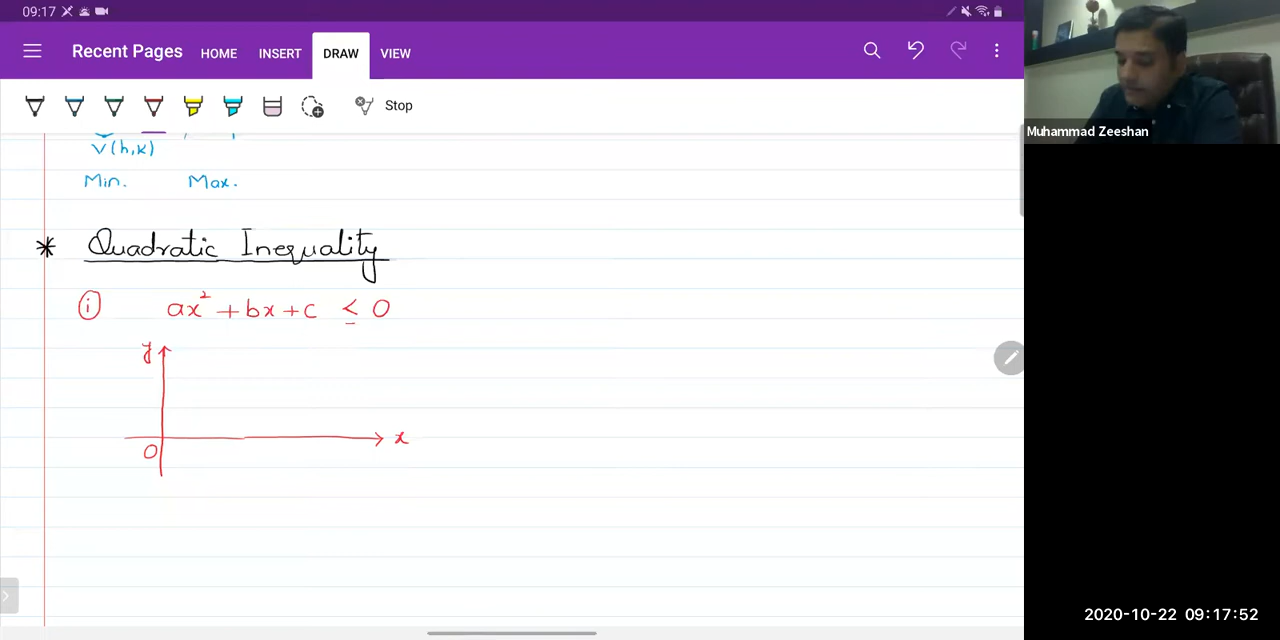 09:17
Recent Pages HOME INSERT DRAW VIEW
Stop
Muhammad Zeeshan
V(h,k)
Min. Max.
* Quadratic Inequality
(i) ax² + bx + c ≤ 0
y
x
0
2020-10-22 09:17:52